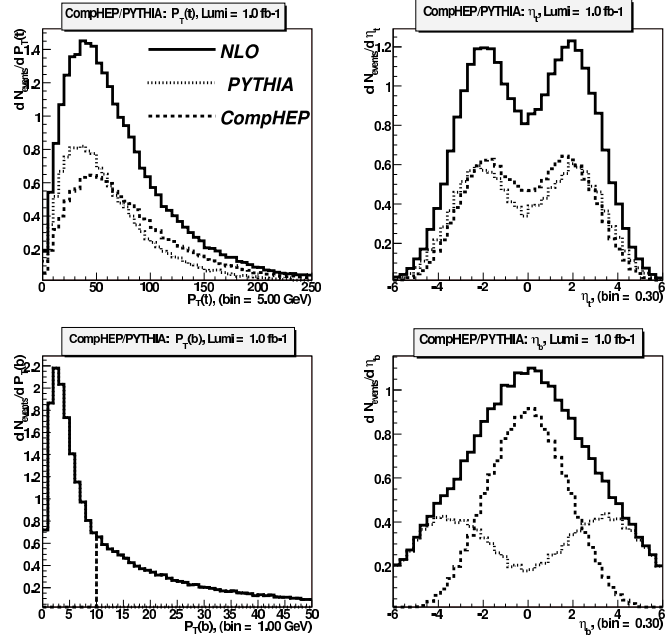 CompHEP/PYTHIA: P_T(t), Lumi = 1.0 fb-1
d N_events/d P_T(t)
1.4
1.2
1
0.8
0.6
0.4
0.2
NLO
PYTHIA
CompHEP
0 50 100 150 200 250
P_T(t), (bin = 5.00 GeV)
CompHEP/PYTHIA: η_t, Lumi = 1.0 fb-1
d N_events/d η_t
1.2
1
0.8
0.6
0.4
0.2
-6 -4 -2 0 2 4 6
η_t, (bin = 0.30)
CompHEP/PYTHIA: P_T(b), Lumi = 1.0 fb-1
d N_events/d P_T(b)
2.2
2
1.8
1.6
1.4
1.2
1
0.8
0.6
0.4
0.2
0 5 10 15 20 25 30 35 40 45 50
P_T(b), (bin = 1.00 GeV)
CompHEP/PYTHIA: η_b, Lumi = 1.0 fb-1
d N_events/d η_b
1
0.8
0.6
0.4
0.2
-6 -4 -2 0 2 4 6
η_b, (bin = 0.30)